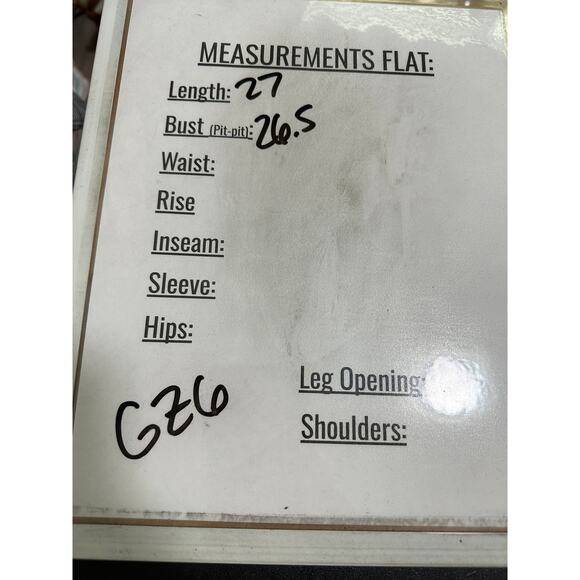 MEASUREMENTS FLAT:
Length: 27
Bust (Pit-pit): 26.5
Waist:
Rise
Inseam:
Sleeve:
Hips:
Leg Opening:
Shoulders:
GZ6